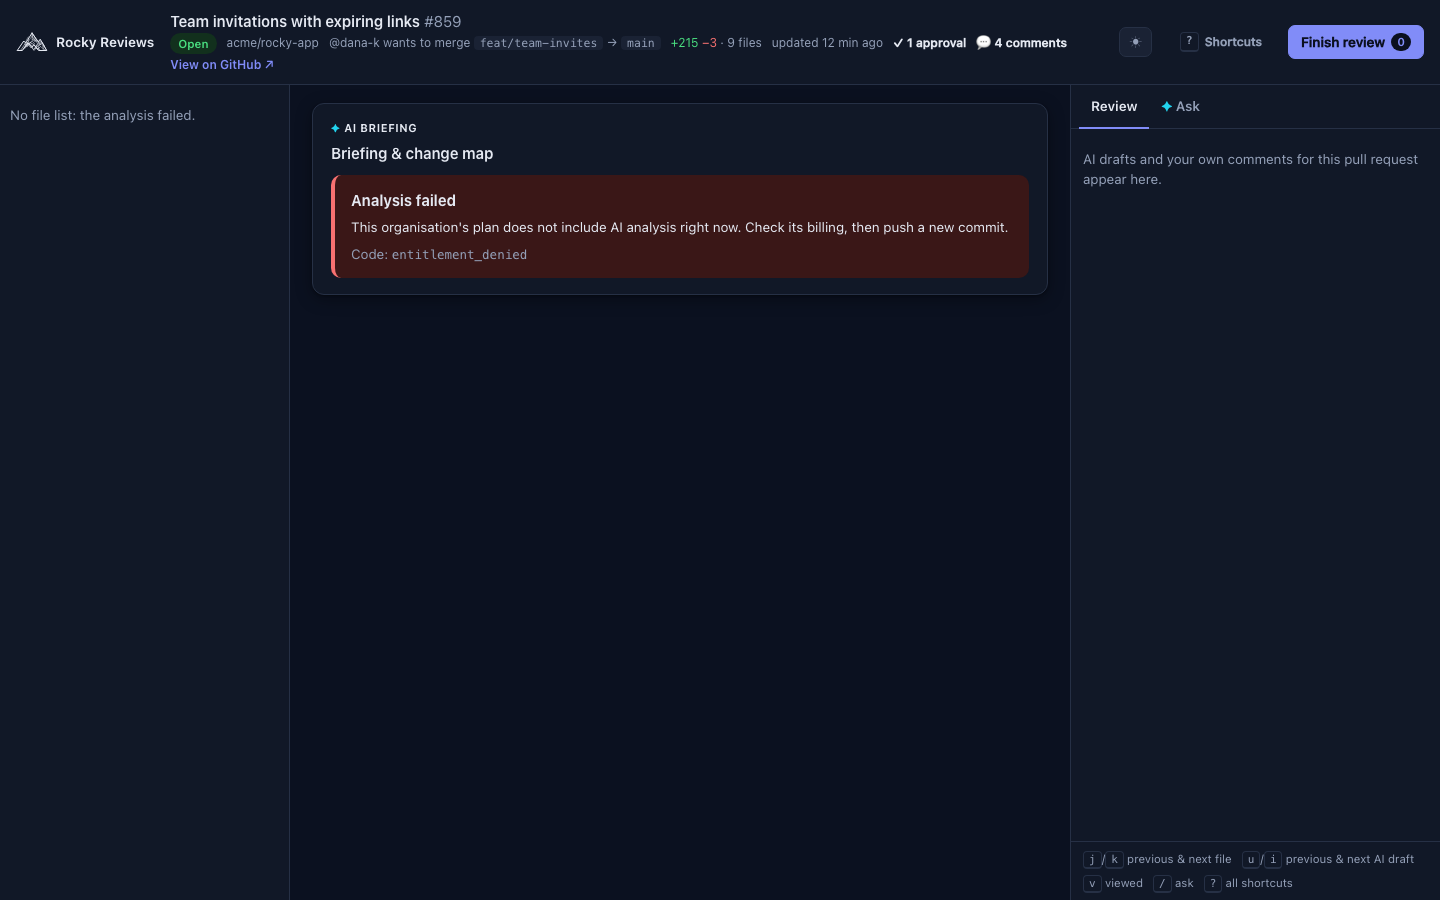 Rocky Reviews
Team invitations with expiring links #859
Open acme/rocky-app @dana-k wants to merge feat/team-invites → main +215 −3 · 9 files updated 12 min ago ✓ 1 approval 💬 4 comments
View on GitHub ↗
☀
? Shortcuts
Finish review 0
No file list: the analysis failed.
✦ AI BRIEFING
Briefing & change map
Analysis failed
This organisation's plan does not include AI analysis right now. Check its billing, then push a new commit.
Code: entitlement_denied
Review ✦ Ask
AI drafts and your own comments for this pull request
appear here.
j/k previous & next file u/i previous & next AI draft
v viewed / ask ? all shortcuts